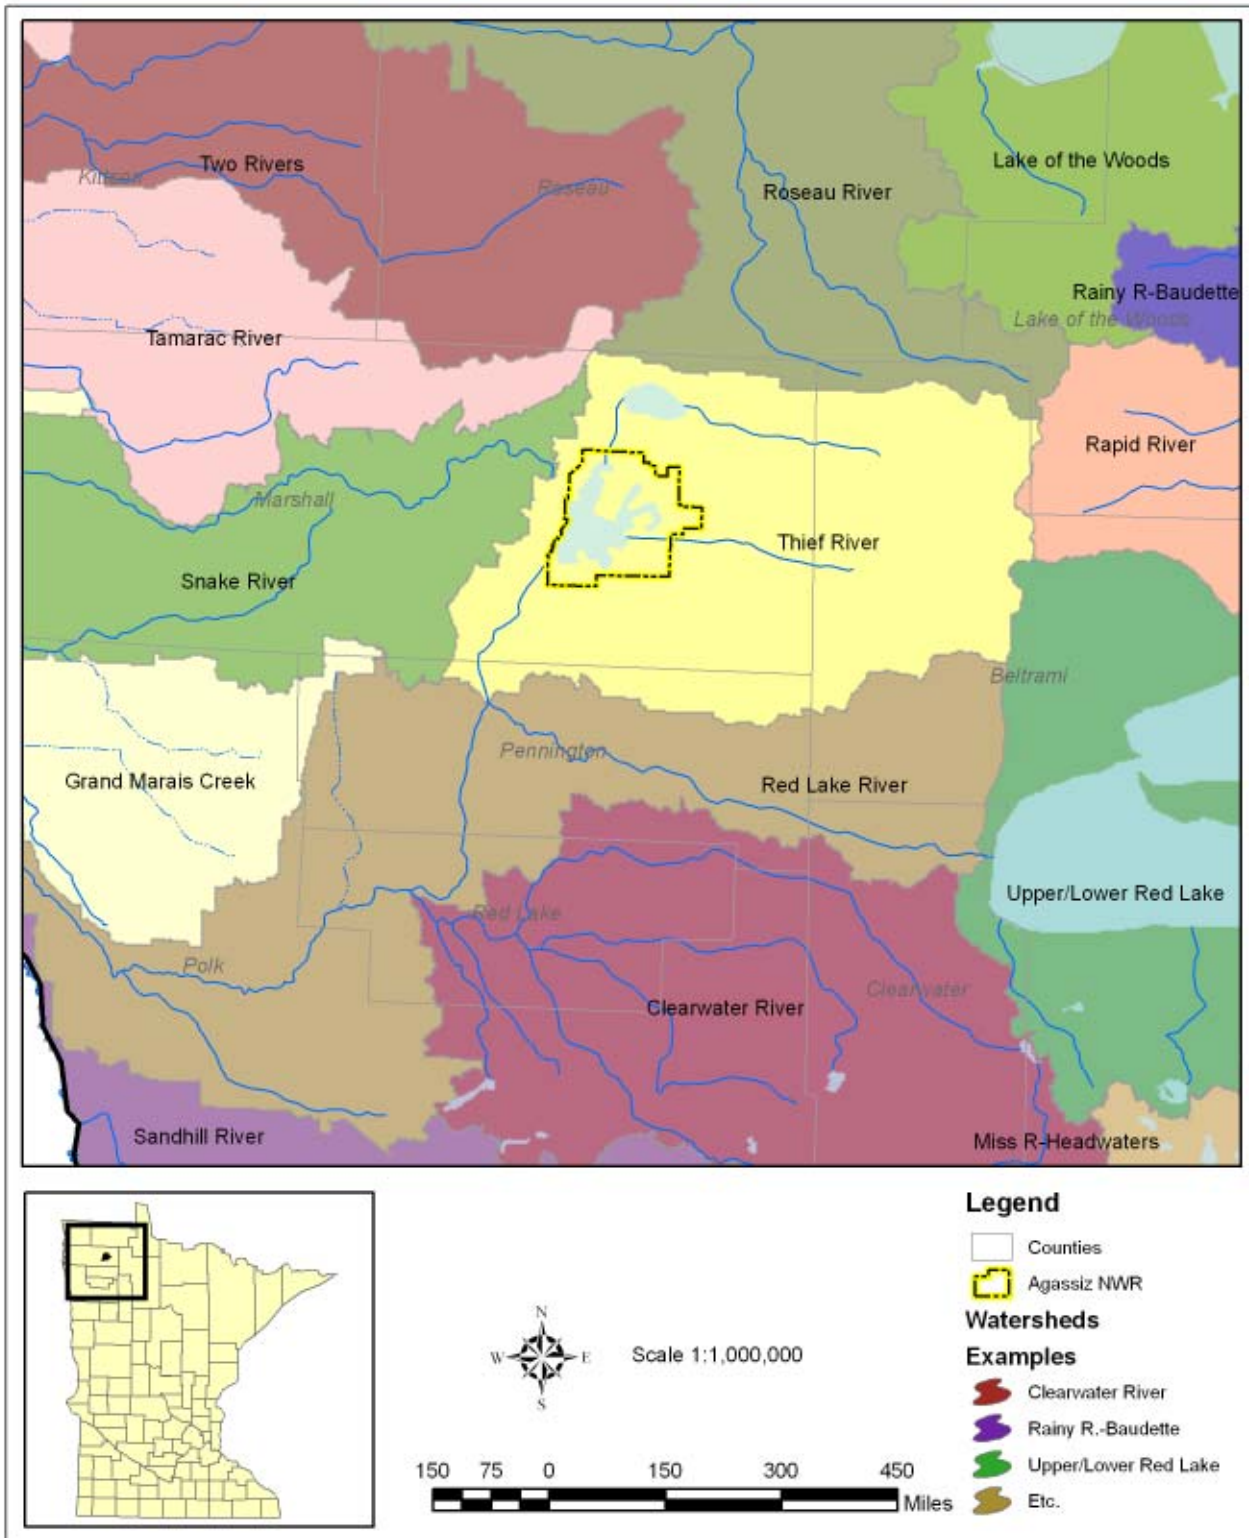 Two Rivers
Kittson
Roseau
Roseau River
Lake of the Woods
Rainy R-Baudette
Lake of the Woods
Tamarac River
Rapid River
Marshall
Thief River
Snake River
Beltrami
Pennington
Grand Marais Creek
Red Lake River
Upper/Lower Red Lake
Red Lake
Polk
Clearwater
Clearwater River
Sandhill River
Miss R-Headwaters
Legend
Counties
Agassiz NWR
Watersheds
Examples
Clearwater River
Rainy R.-Baudette
Upper/Lower Red Lake
Etc.
N
W E
S
Scale 1:1,000,000
150 75 0 150 300 450
Miles